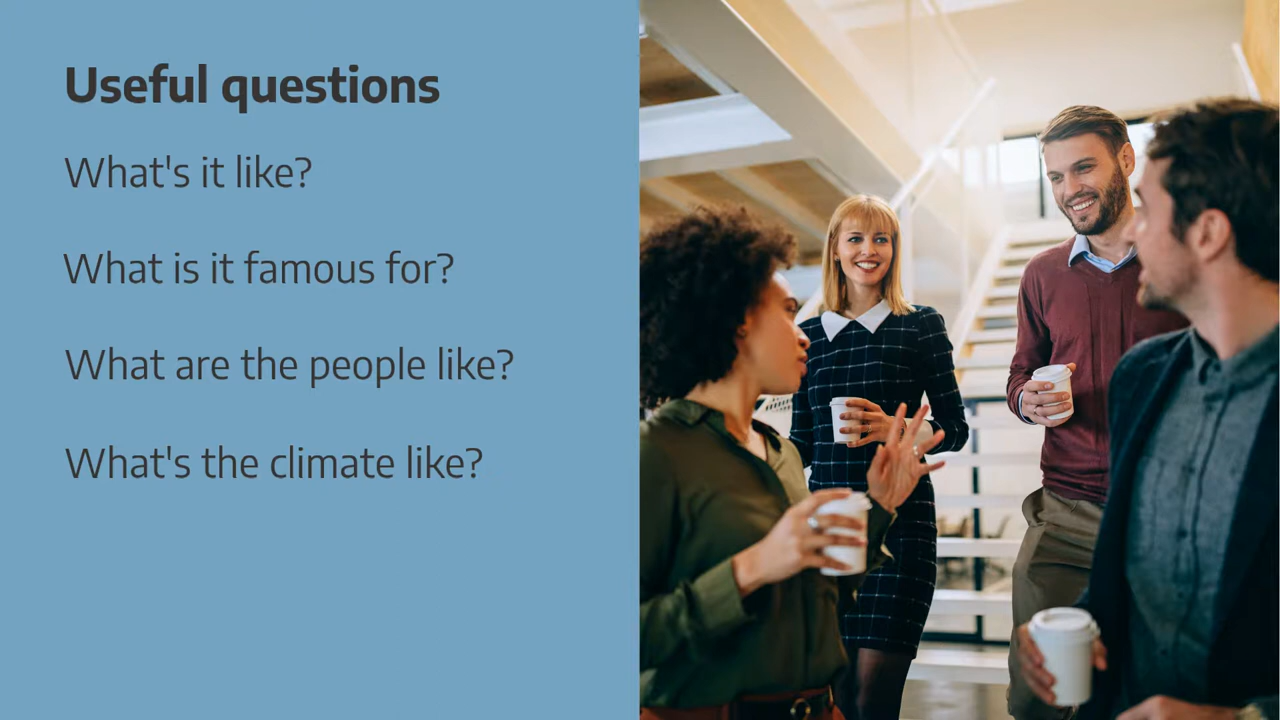 Useful questions
What's it like?
What is it famous for?
What are the people like?
What's the climate like?